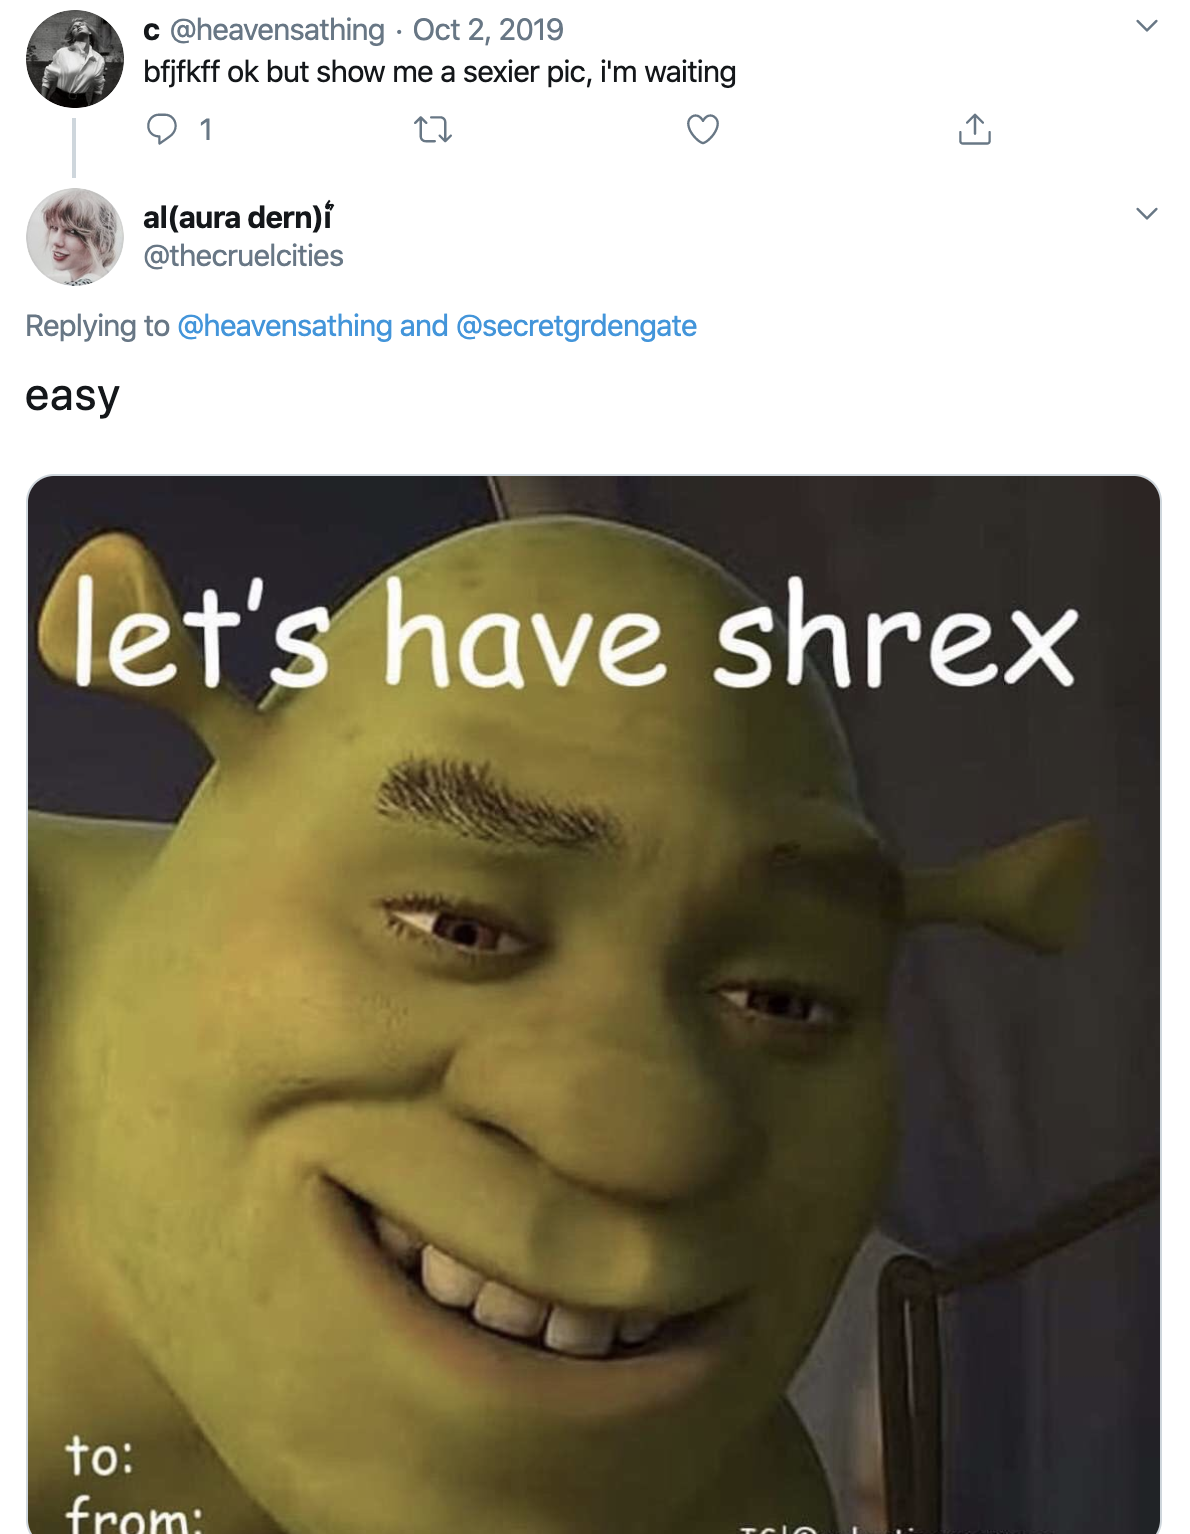 c @heavensathing · Oct 2, 2019
bfjfkff ok but show me a sexier pic, i'm waiting
1
al(aura dern)i
@thecruelcities
Replying to @heavensathing and @secretgrdengate
easy
let's have shrex
to:
from: